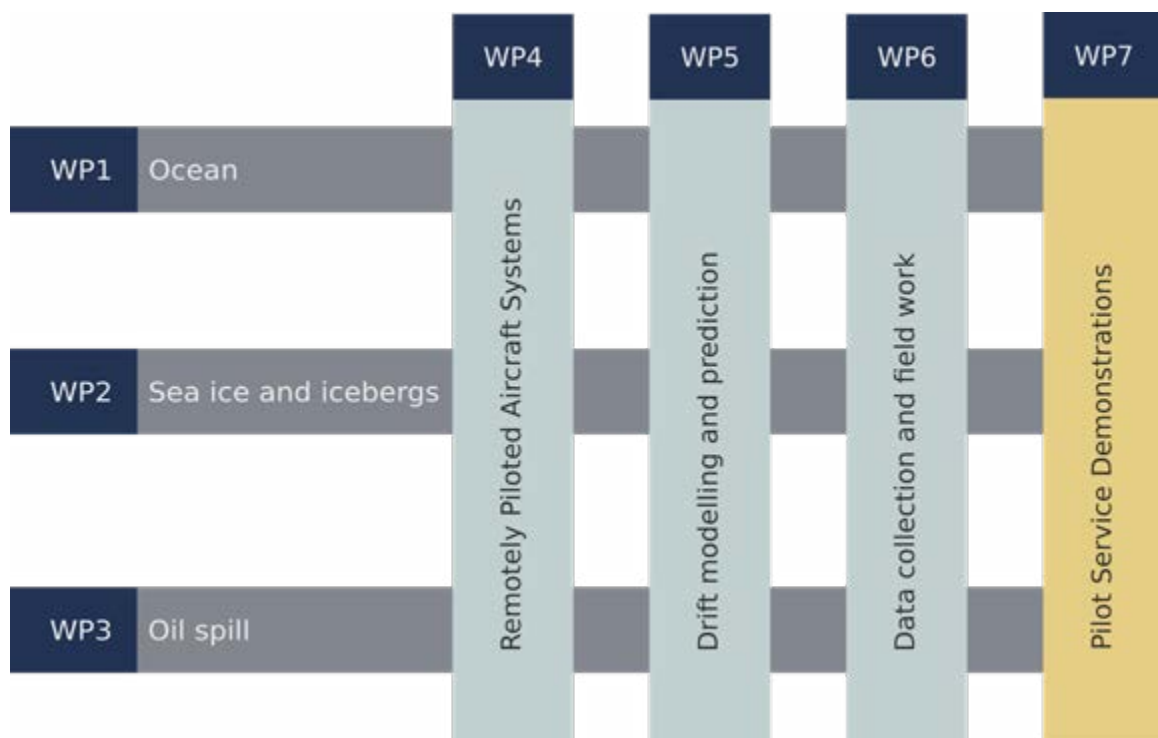 WP4
WP5
WP6
WP7
WP1
Ocean
WP2
Sea ice and icebergs
WP3
Oil spill
Remotely Piloted Aircraft Systems
Drift modelling and prediction
Data collection and field work
Pilot Service Demonstrations